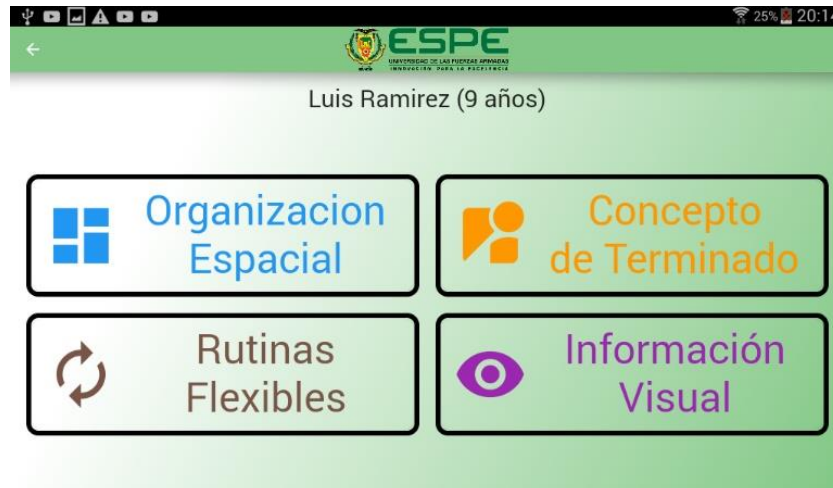 25% 20:14
ESPE
UNIVERSIDAD DE LAS FUERZAS ARMADAS
INNOVACIÓN PARA LA EXCELENCIA
Luis Ramirez (9 años)
Organizacion
Espacial
Concepto
de Terminado
Rutinas
Flexibles
Información
Visual